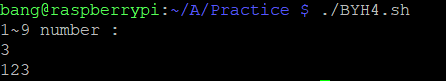 bang@raspberrypi:~/A/Practice $ ./BYH4.sh
1~9 number :
3
123